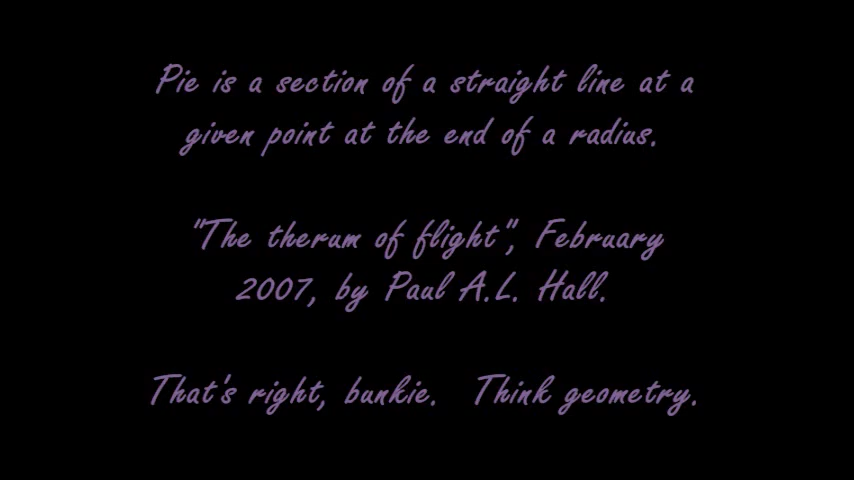 Pie is a section of a straight line at a
given point at the end of a radius.
"The therum of flight", February
2007, by Paul A.L. Hall.
That's right, bunkie. Think geometry.